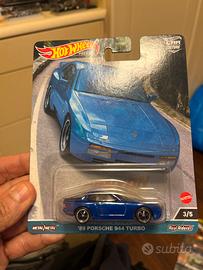 Hot Wheels
'89 PORSCHE 944 TURBO
METAL/METAL
Real Riders
3/5
subito